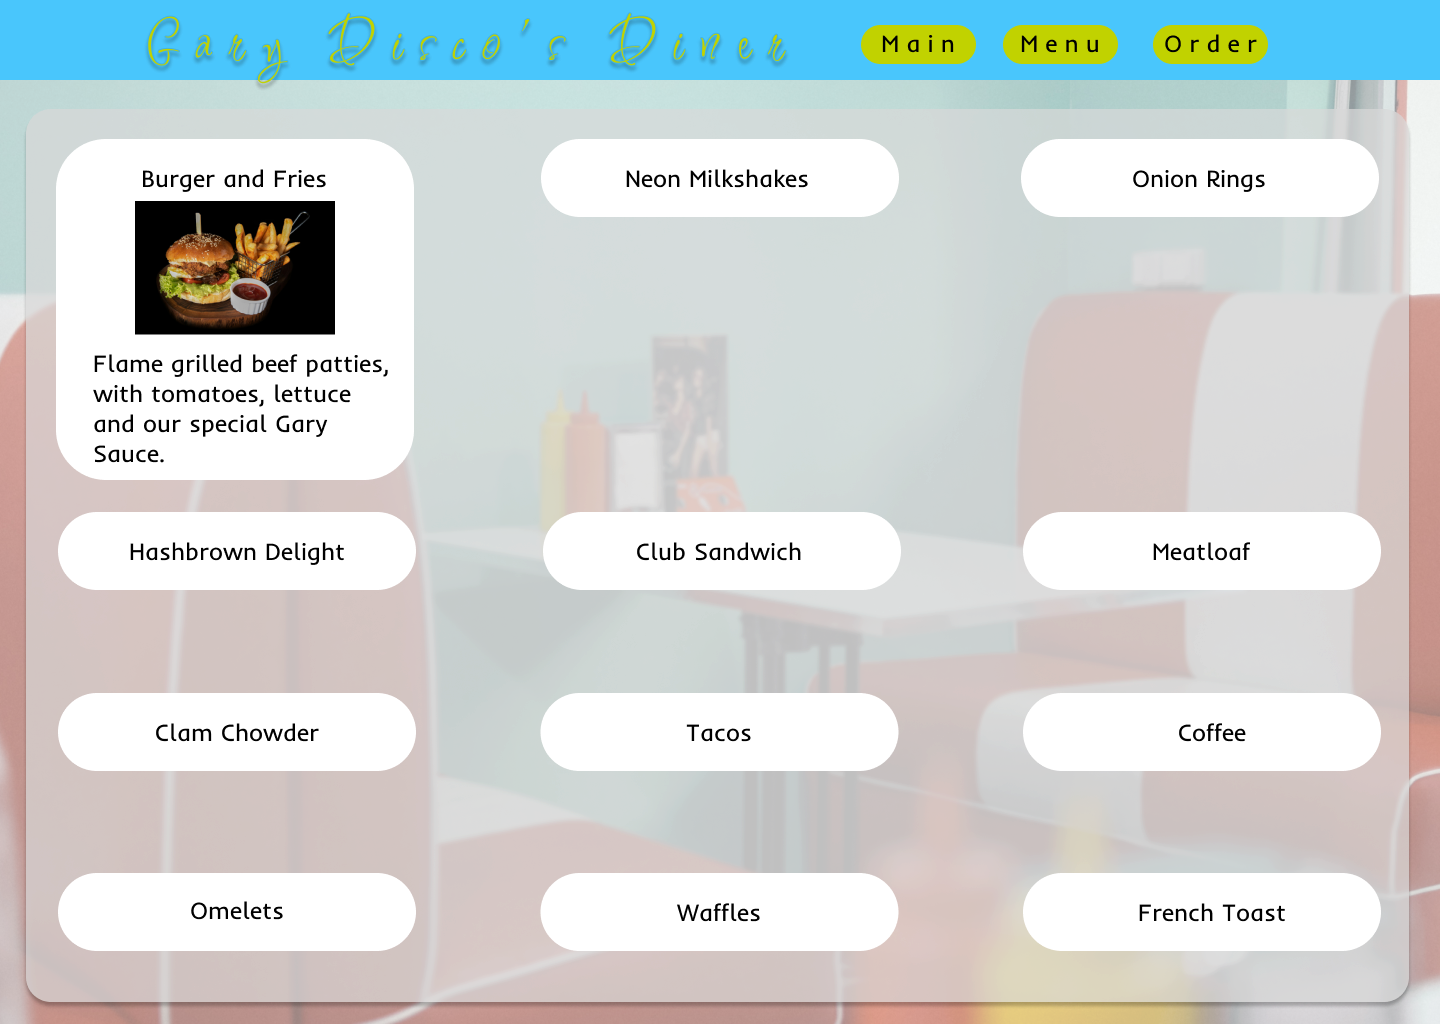 Gary Disco's Diner
Main
Menu
Order
Burger and Fries
Flame grilled beef patties,
with tomatoes, lettuce
and our special Gary
Sauce.
Neon Milkshakes
Onion Rings
Hashbrown Delight
Club Sandwich
Meatloaf
Clam Chowder
Tacos
Coffee
Omelets
Waffles
French Toast